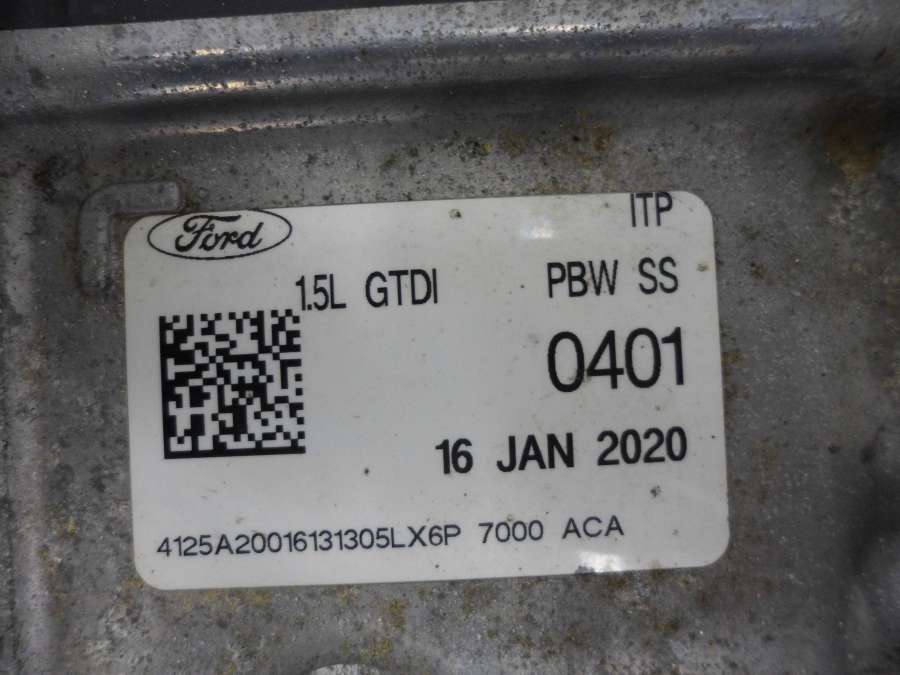 Ford
ITP
1.5L GTDI
PBW SS
0401
16 JAN 2020
4125A20016131305LX6P 7000 ACA